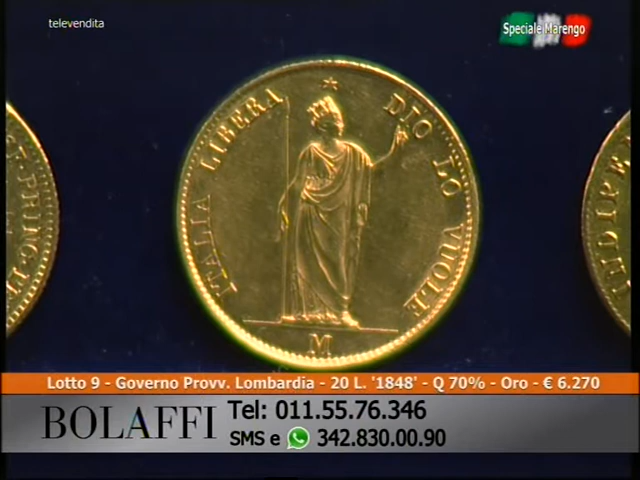 televendita
Speciale Marengo
ITALIA LIBERA DIO LO VUOLE
M
Lotto 9 - Governo Provv. Lombardia - 20 L. '1848' - Q 70% - Oro - € 6.270
BOLAFFI
Tel: 011.55.76.346
SMS e 342.830.00.90